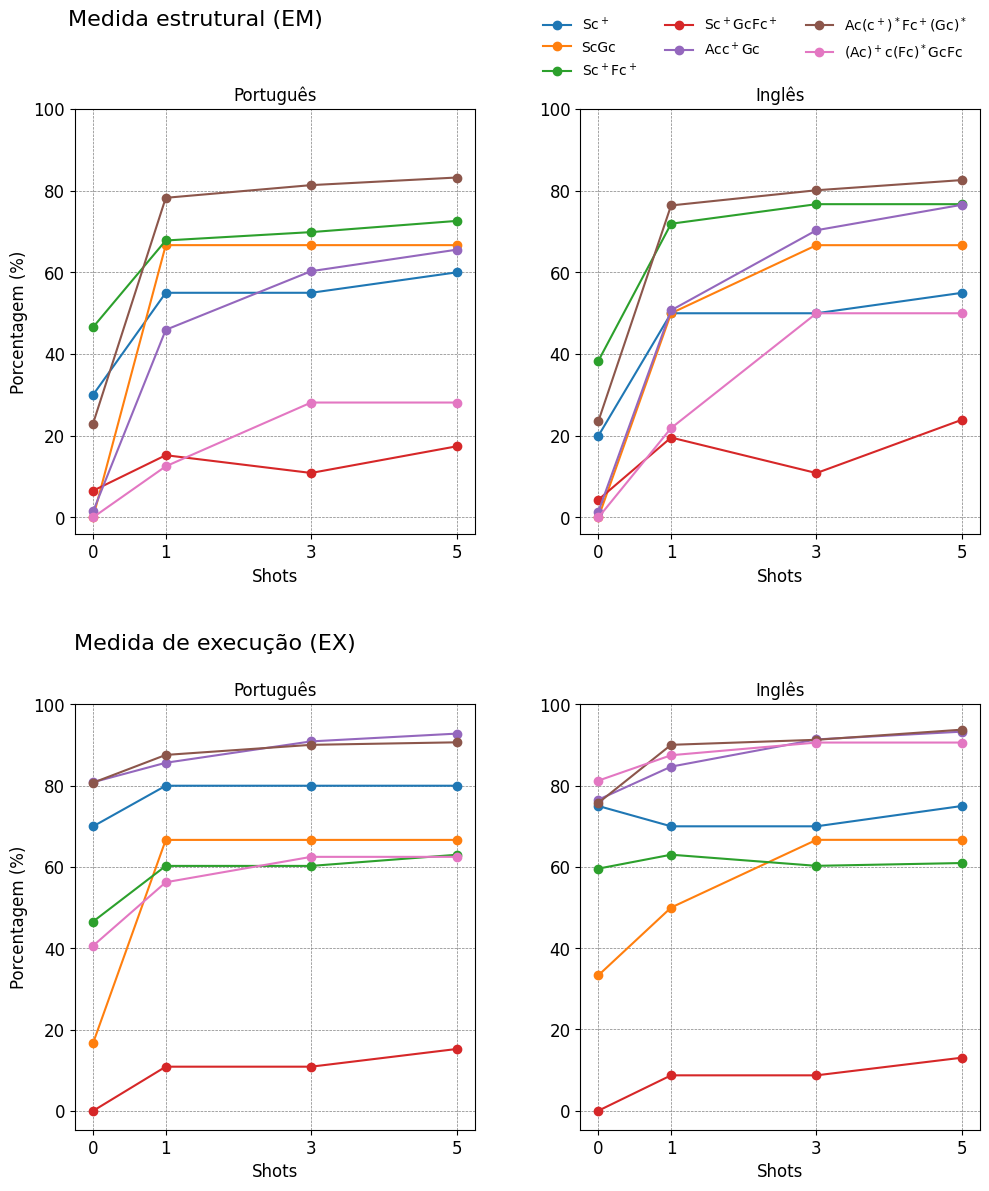 Medida estrutural (EM)
Sc⁺
ScGc
Sc⁺Fc⁺
Sc⁺GcFc⁺
Acc⁺Gc
Ac(c⁺)*Fc⁺(Gc)*
(Ac)⁺c(Fc)*GcFc
Português
Porcentagem (%)
100
80
60
40
20
0
0 1 3 5
Shots
Inglês
100
80
60
40
20
0
0 1 3 5
Shots
Medida de execução (EX)
Português
Porcentagem (%)
100
80
60
40
20
0
0 1 3 5
Shots
Inglês
100
80
60
40
20
0
0 1 3 5
Shots